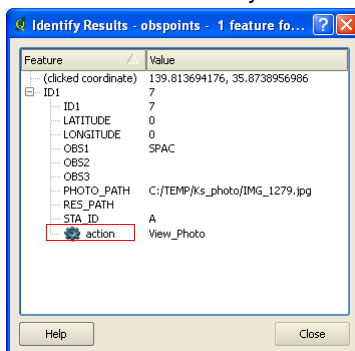 Identify Results - obspoints - 1 feature fo...
Feature Value
(clicked coordinate) 139.813694176, 35.8738956986
ID1 7
ID1 7
LATITUDE 0
LONGITUDE 0
OBS1 SPAC
OBS2
OBS3
PHOTO_PATH C:/TEMP/Ks_photo/IMG_1279.jpg
RES_PATH
STA_ID A
action View_Photo
Help Close